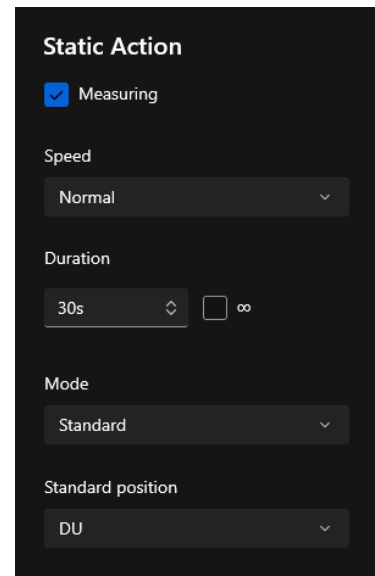 Static Action
Measuring
Speed
Normal
Duration
30s ∞
Mode
Standard
Standard position
DU